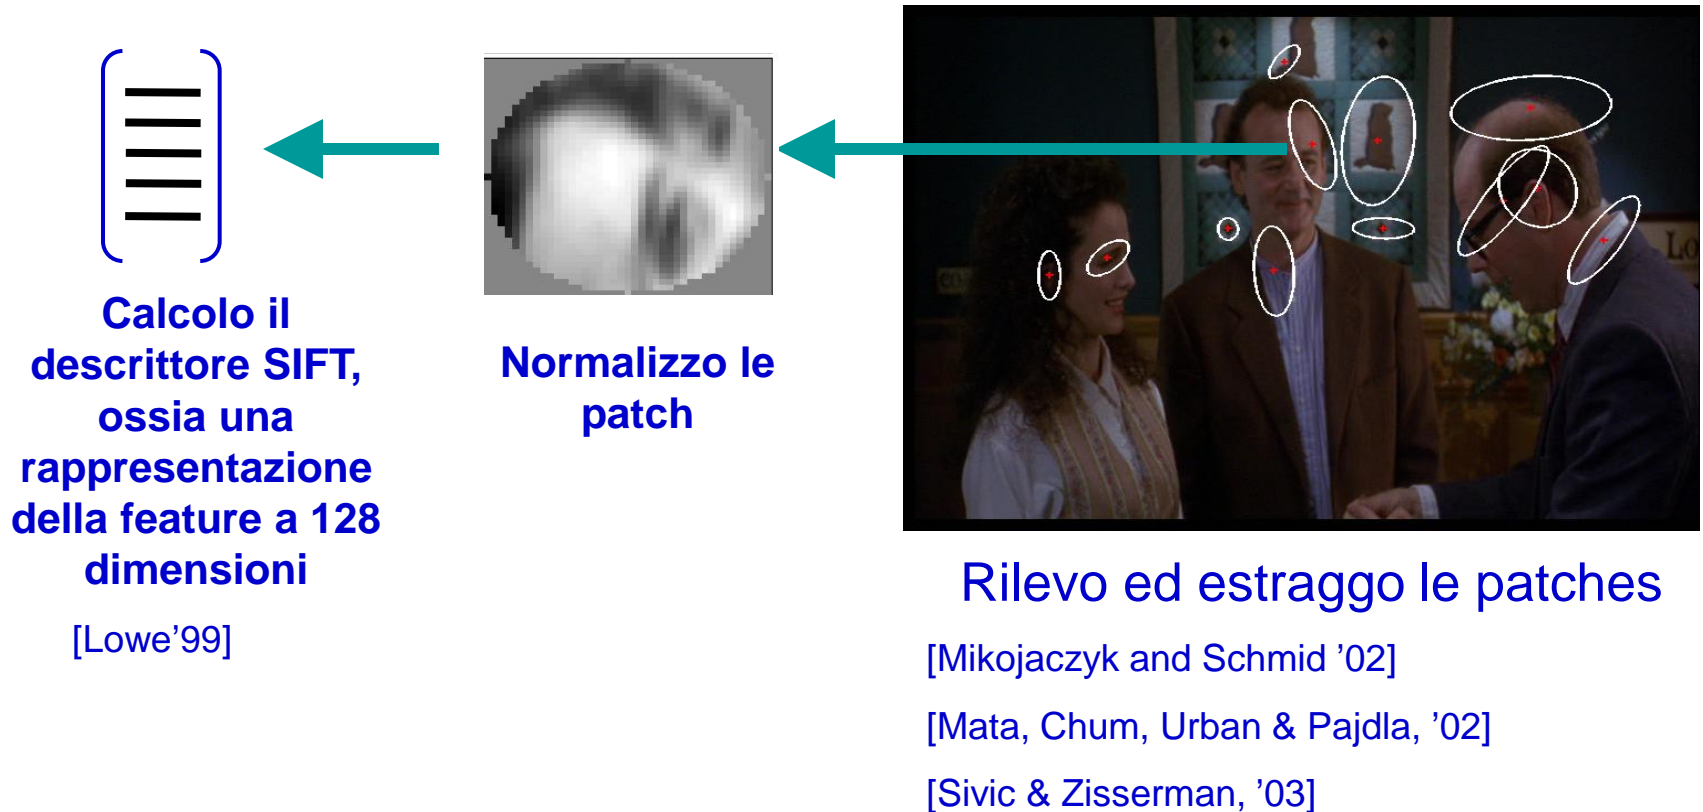 Calcolo il
descrittore SIFT,
ossia una
rappresentazione
della feature a 128
dimensioni
[Lowe’99]
Normalizzo le
patch
Lo
Rilevo ed estraggo le patches
[Mikojaczyk and Schmid ’02]
[Mata, Chum, Urban & Pajdla, ’02]
[Sivic & Zisserman, ’03]